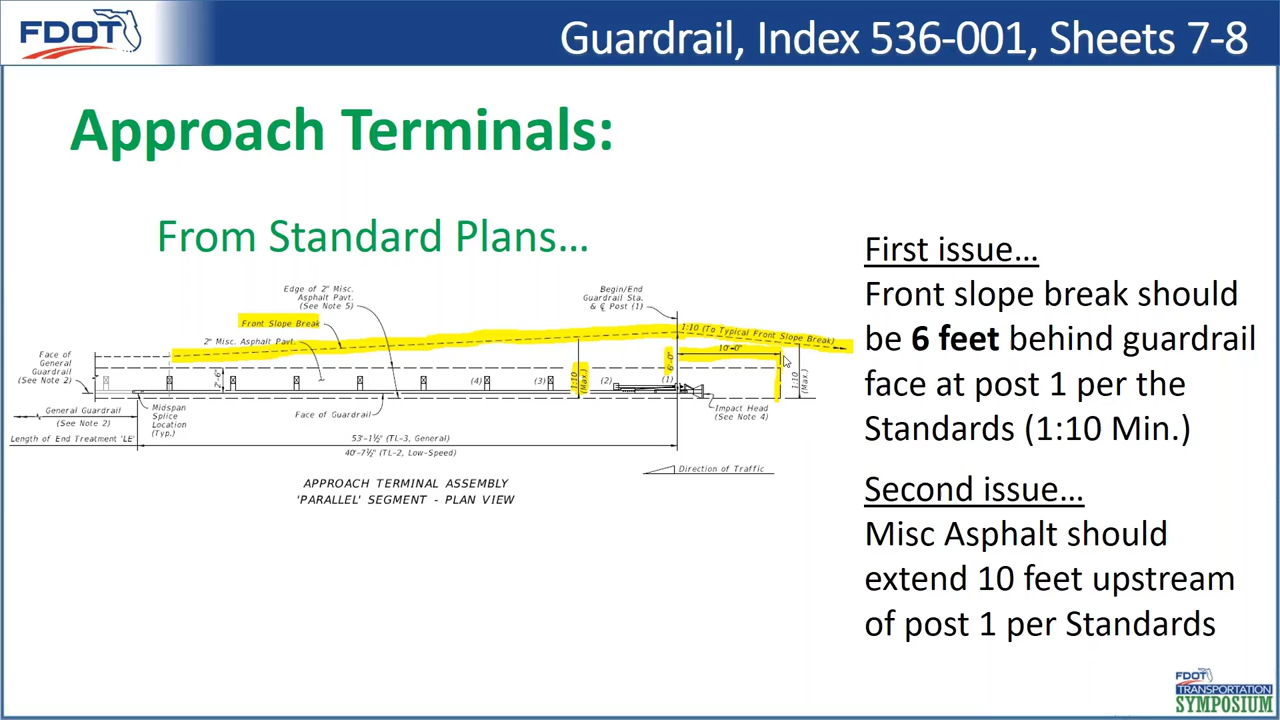 FDOT
Guardrail, Index 536-001, Sheets 7-8
Approach Terminals:
From Standard Plans...
Edge of 2" Misc.
Asphalt Pavt.
(See Note 5)
Begin/End
Guardrail Sta.
& ℄ Post (1)
Front Slope Break
1:10 (To Typical Front Slope Break)
2" Misc. Asphalt Pavt.
10'-0"
6'-0"
Face of
General
Guardrail
(See Note 2)
2'-6"
(4)
(3)
(2)
(1)
1:10
(Max.)
1:10
(Max.)
General Guardrail
(See Note 2)
Midspan
Splice
Location
(Typ.)
Face of Guardrail
Impact Head
(See Note 4)
Length of End Treatment 'LE'
53'-1½" (TL-3, General)
40'-7½" (TL-2, Low-Speed)
Direction of Traffic
APPROACH TERMINAL ASSEMBLY
'PARALLEL' SEGMENT - PLAN VIEW
First issue...
Front slope break should
be 6 feet behind guardrail
face at post 1 per the
Standards (1:10 Min.)
Second issue...
Misc Asphalt should
extend 10 feet upstream
of post 1 per Standards
FDOT
TRANSPORTATION
SYMPOSIUM